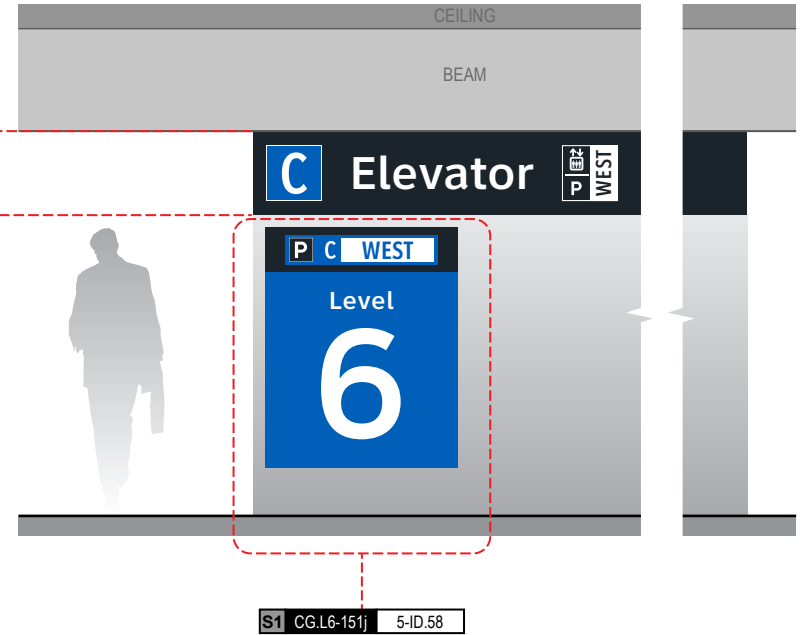 CEILING
BEAM
C Elevator P WEST
P C WEST
Level
6
S1 CG.L6-151j 5-ID.58